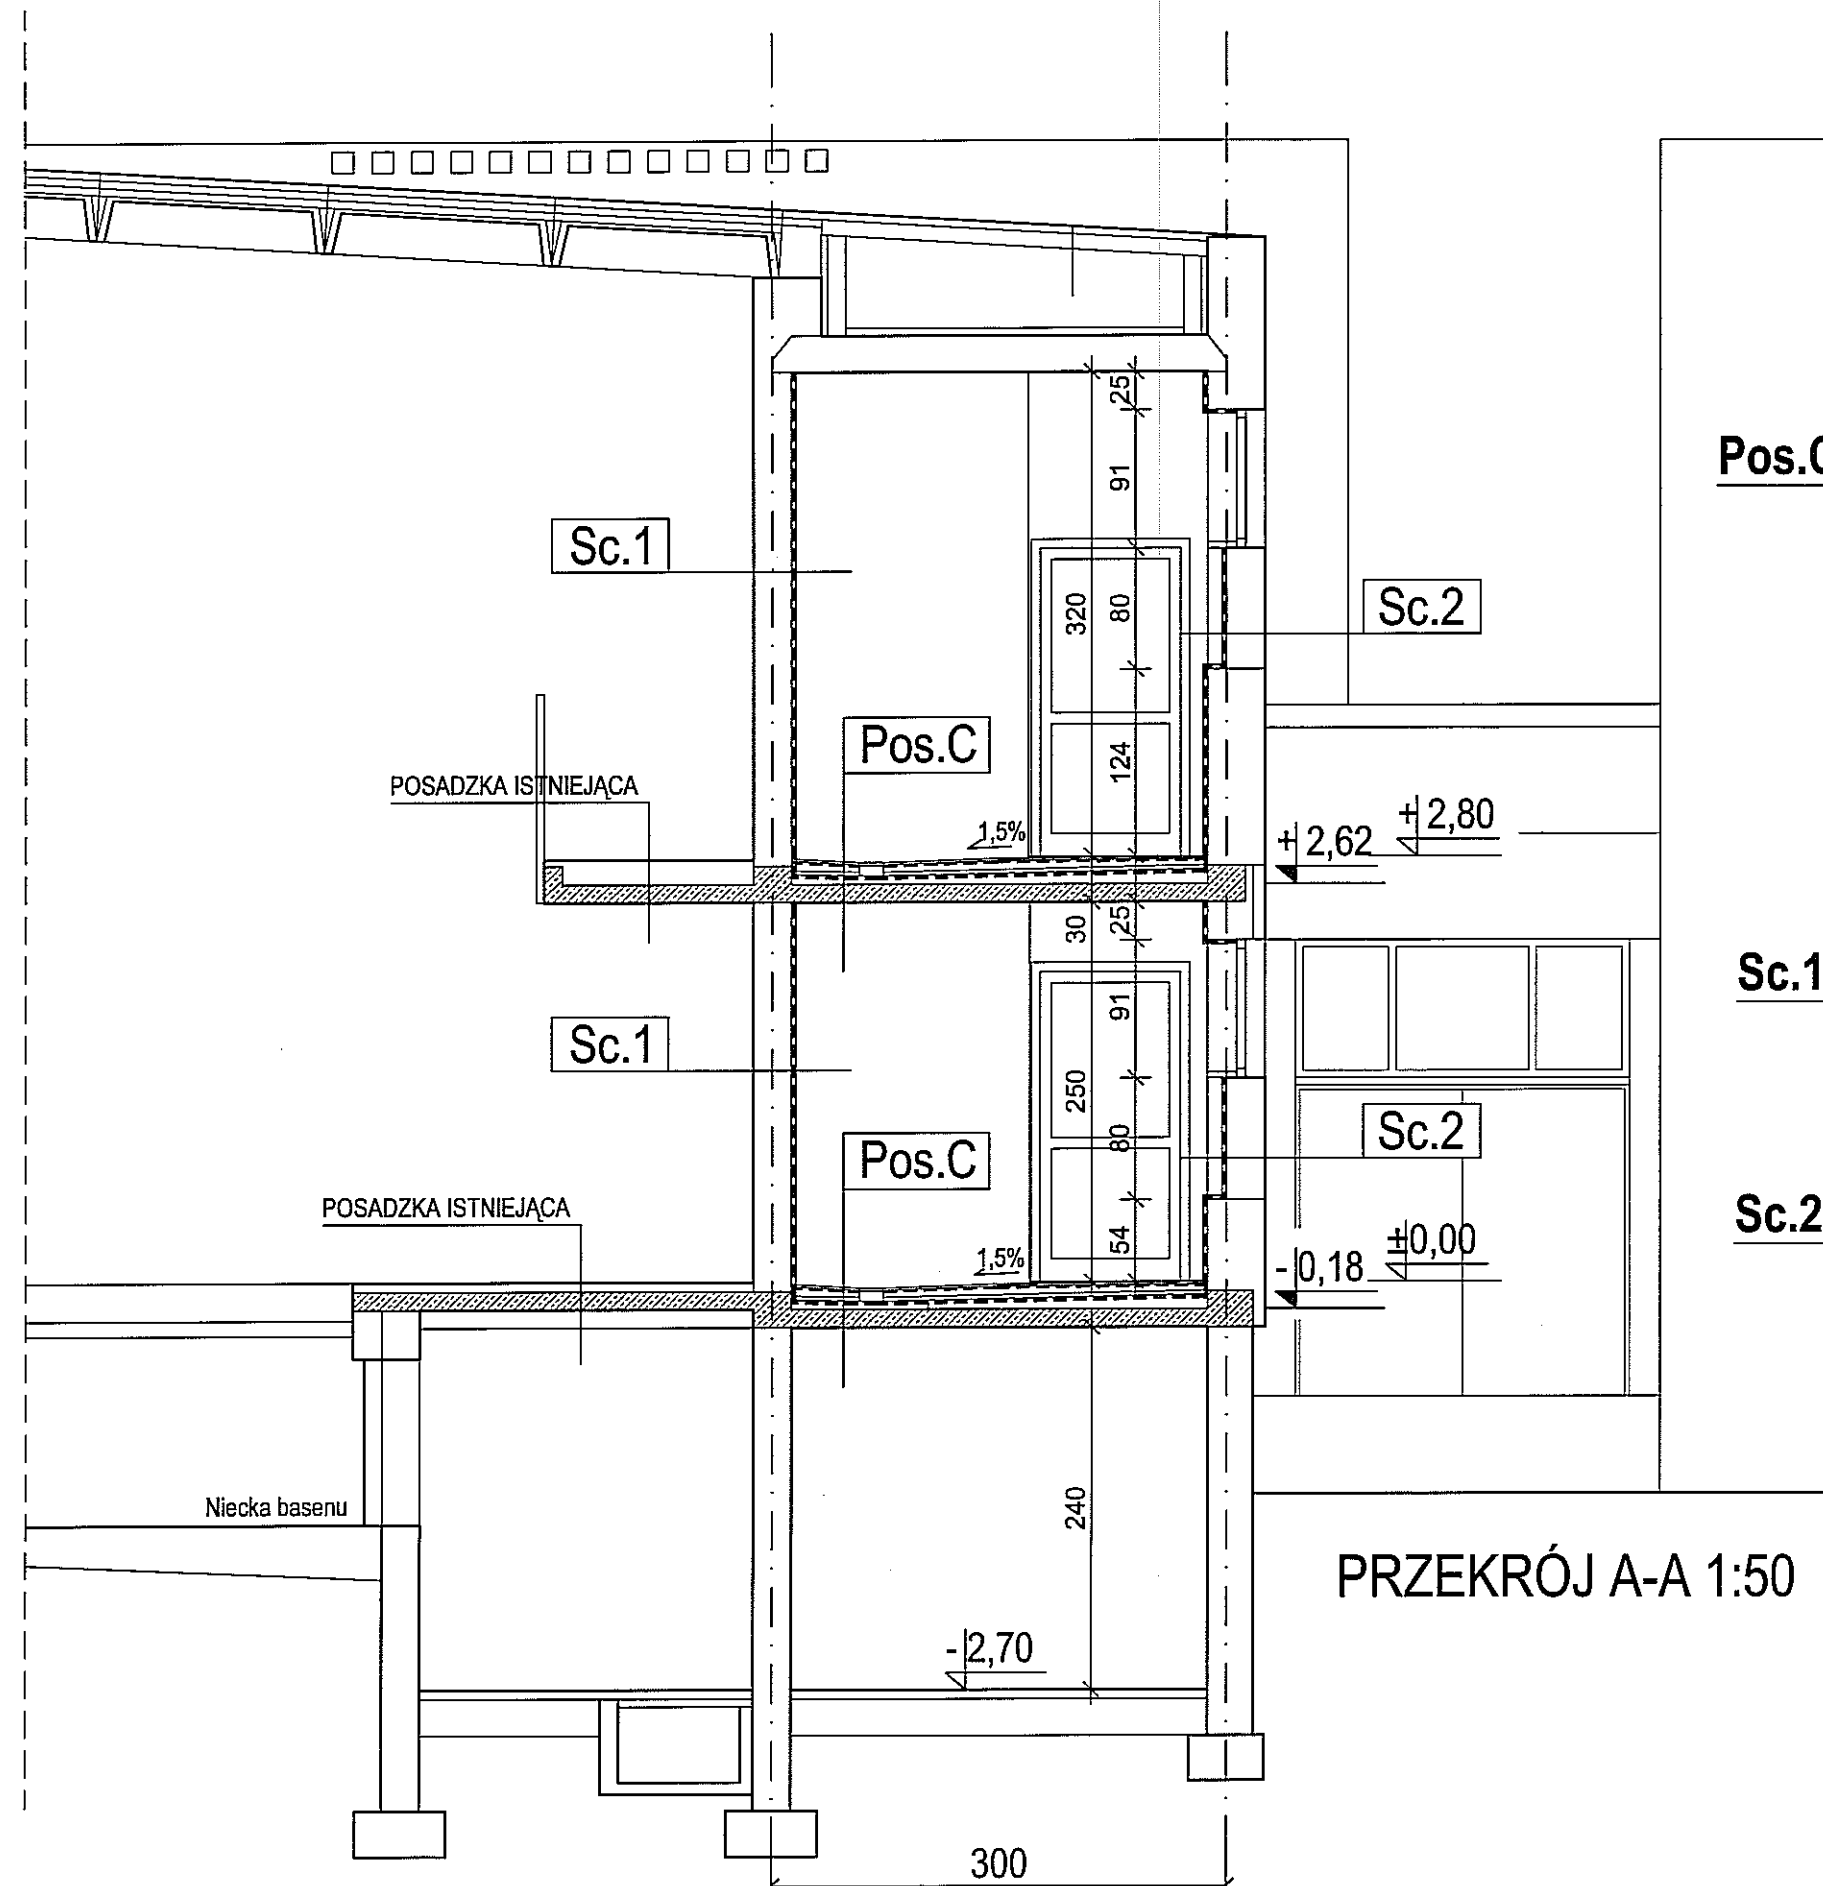 25
91
Pos.C
Sc.1
320
80
Sc.2
Pos.C
124
POSADZKA ISTNIEJĄCA
1,5%
+2,62
+2,80
30
25
Sc.1
91
Sc.1
250
80
Sc.2
Pos.C
POSADZKA ISTNIEJĄCA
54
Sc.2
1,5%
-0,18
±0,00
Niecka basenu
240
PRZEKRÓJ A-A 1:50
-2,70
300